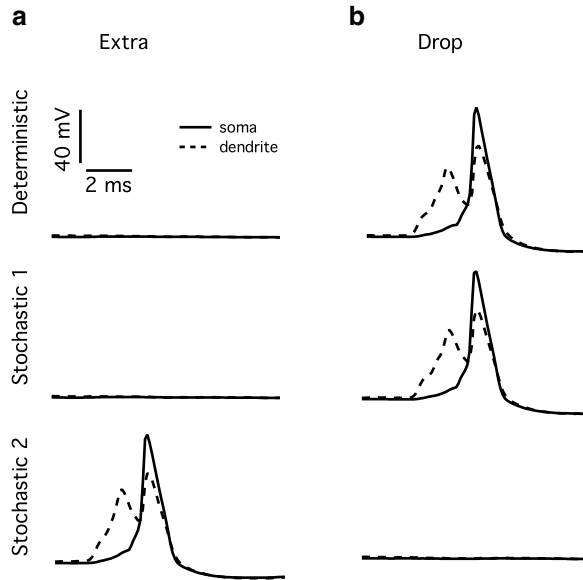 a
b
Extra
Drop
Deterministic
40 mV
2 ms
soma
dendrite
Stochastic 1
Stochastic 2